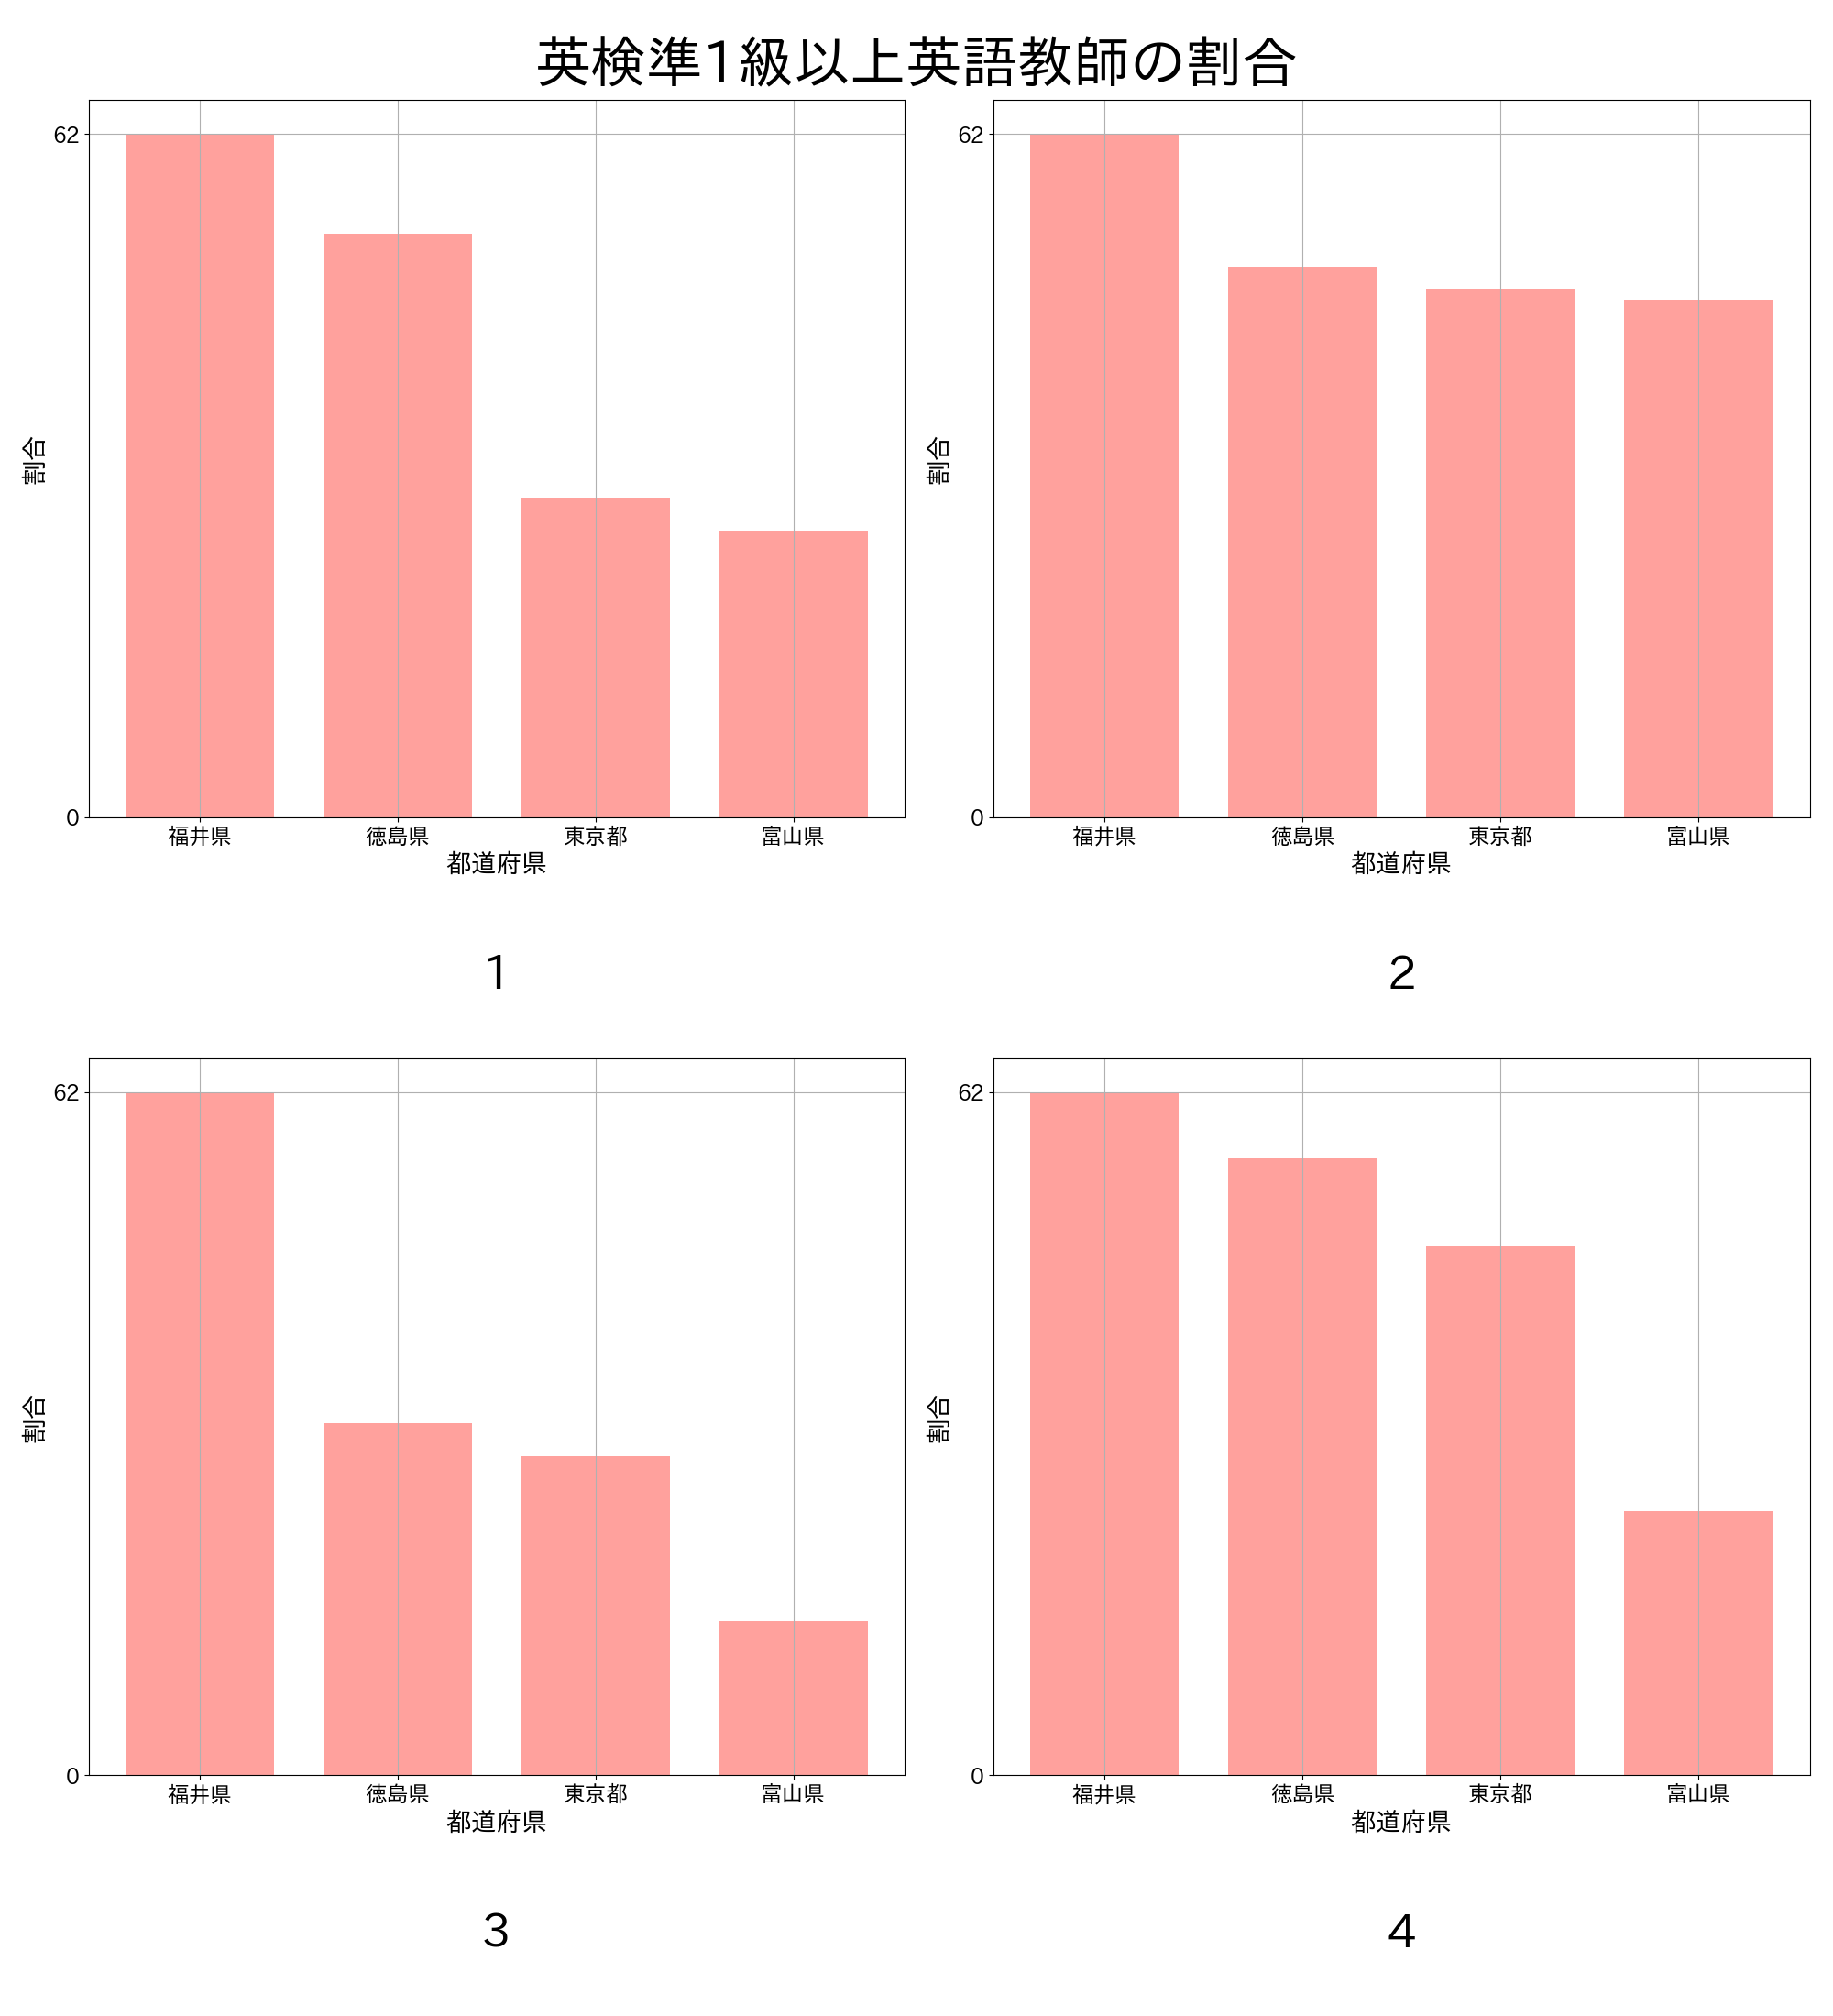 英検準1級以上英語教師の割合
62
0
割合
福井県 徳島県 東京都 富山県
都道府県
1
62
0
割合
福井県 徳島県 東京都 富山県
都道府県
2
62
0
割合
福井県 徳島県 東京都 富山県
都道府県
3
62
0
割合
福井県 徳島県 東京都 富山県
都道府県
4